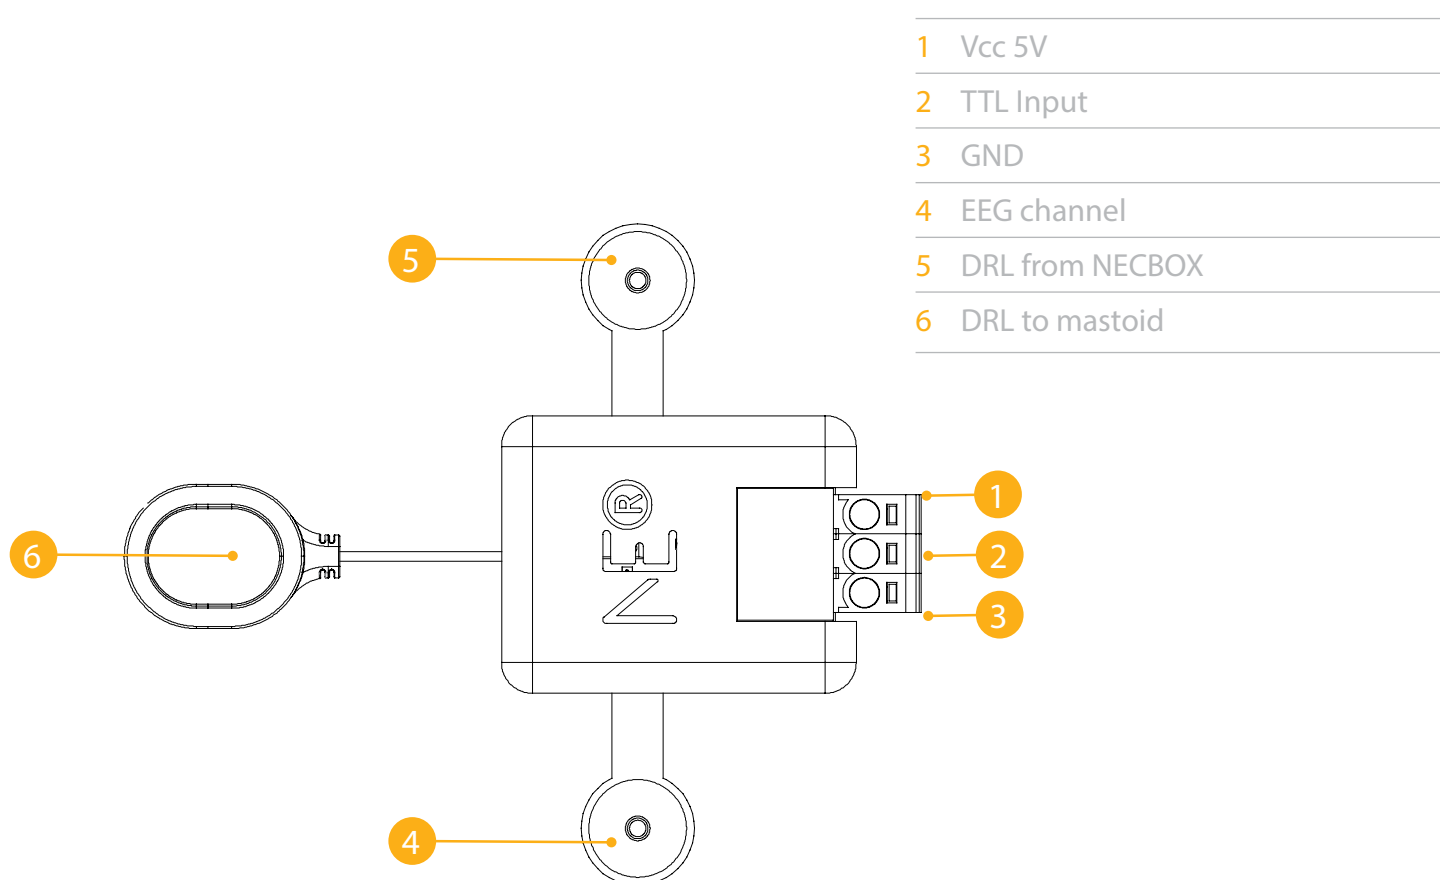 1 Vcc 5V
2 TTL Input
3 GND
4 EEG channel
5 DRL from NECBOX
6 DRL to mastoid
5
1
6
2
3
4
NE®